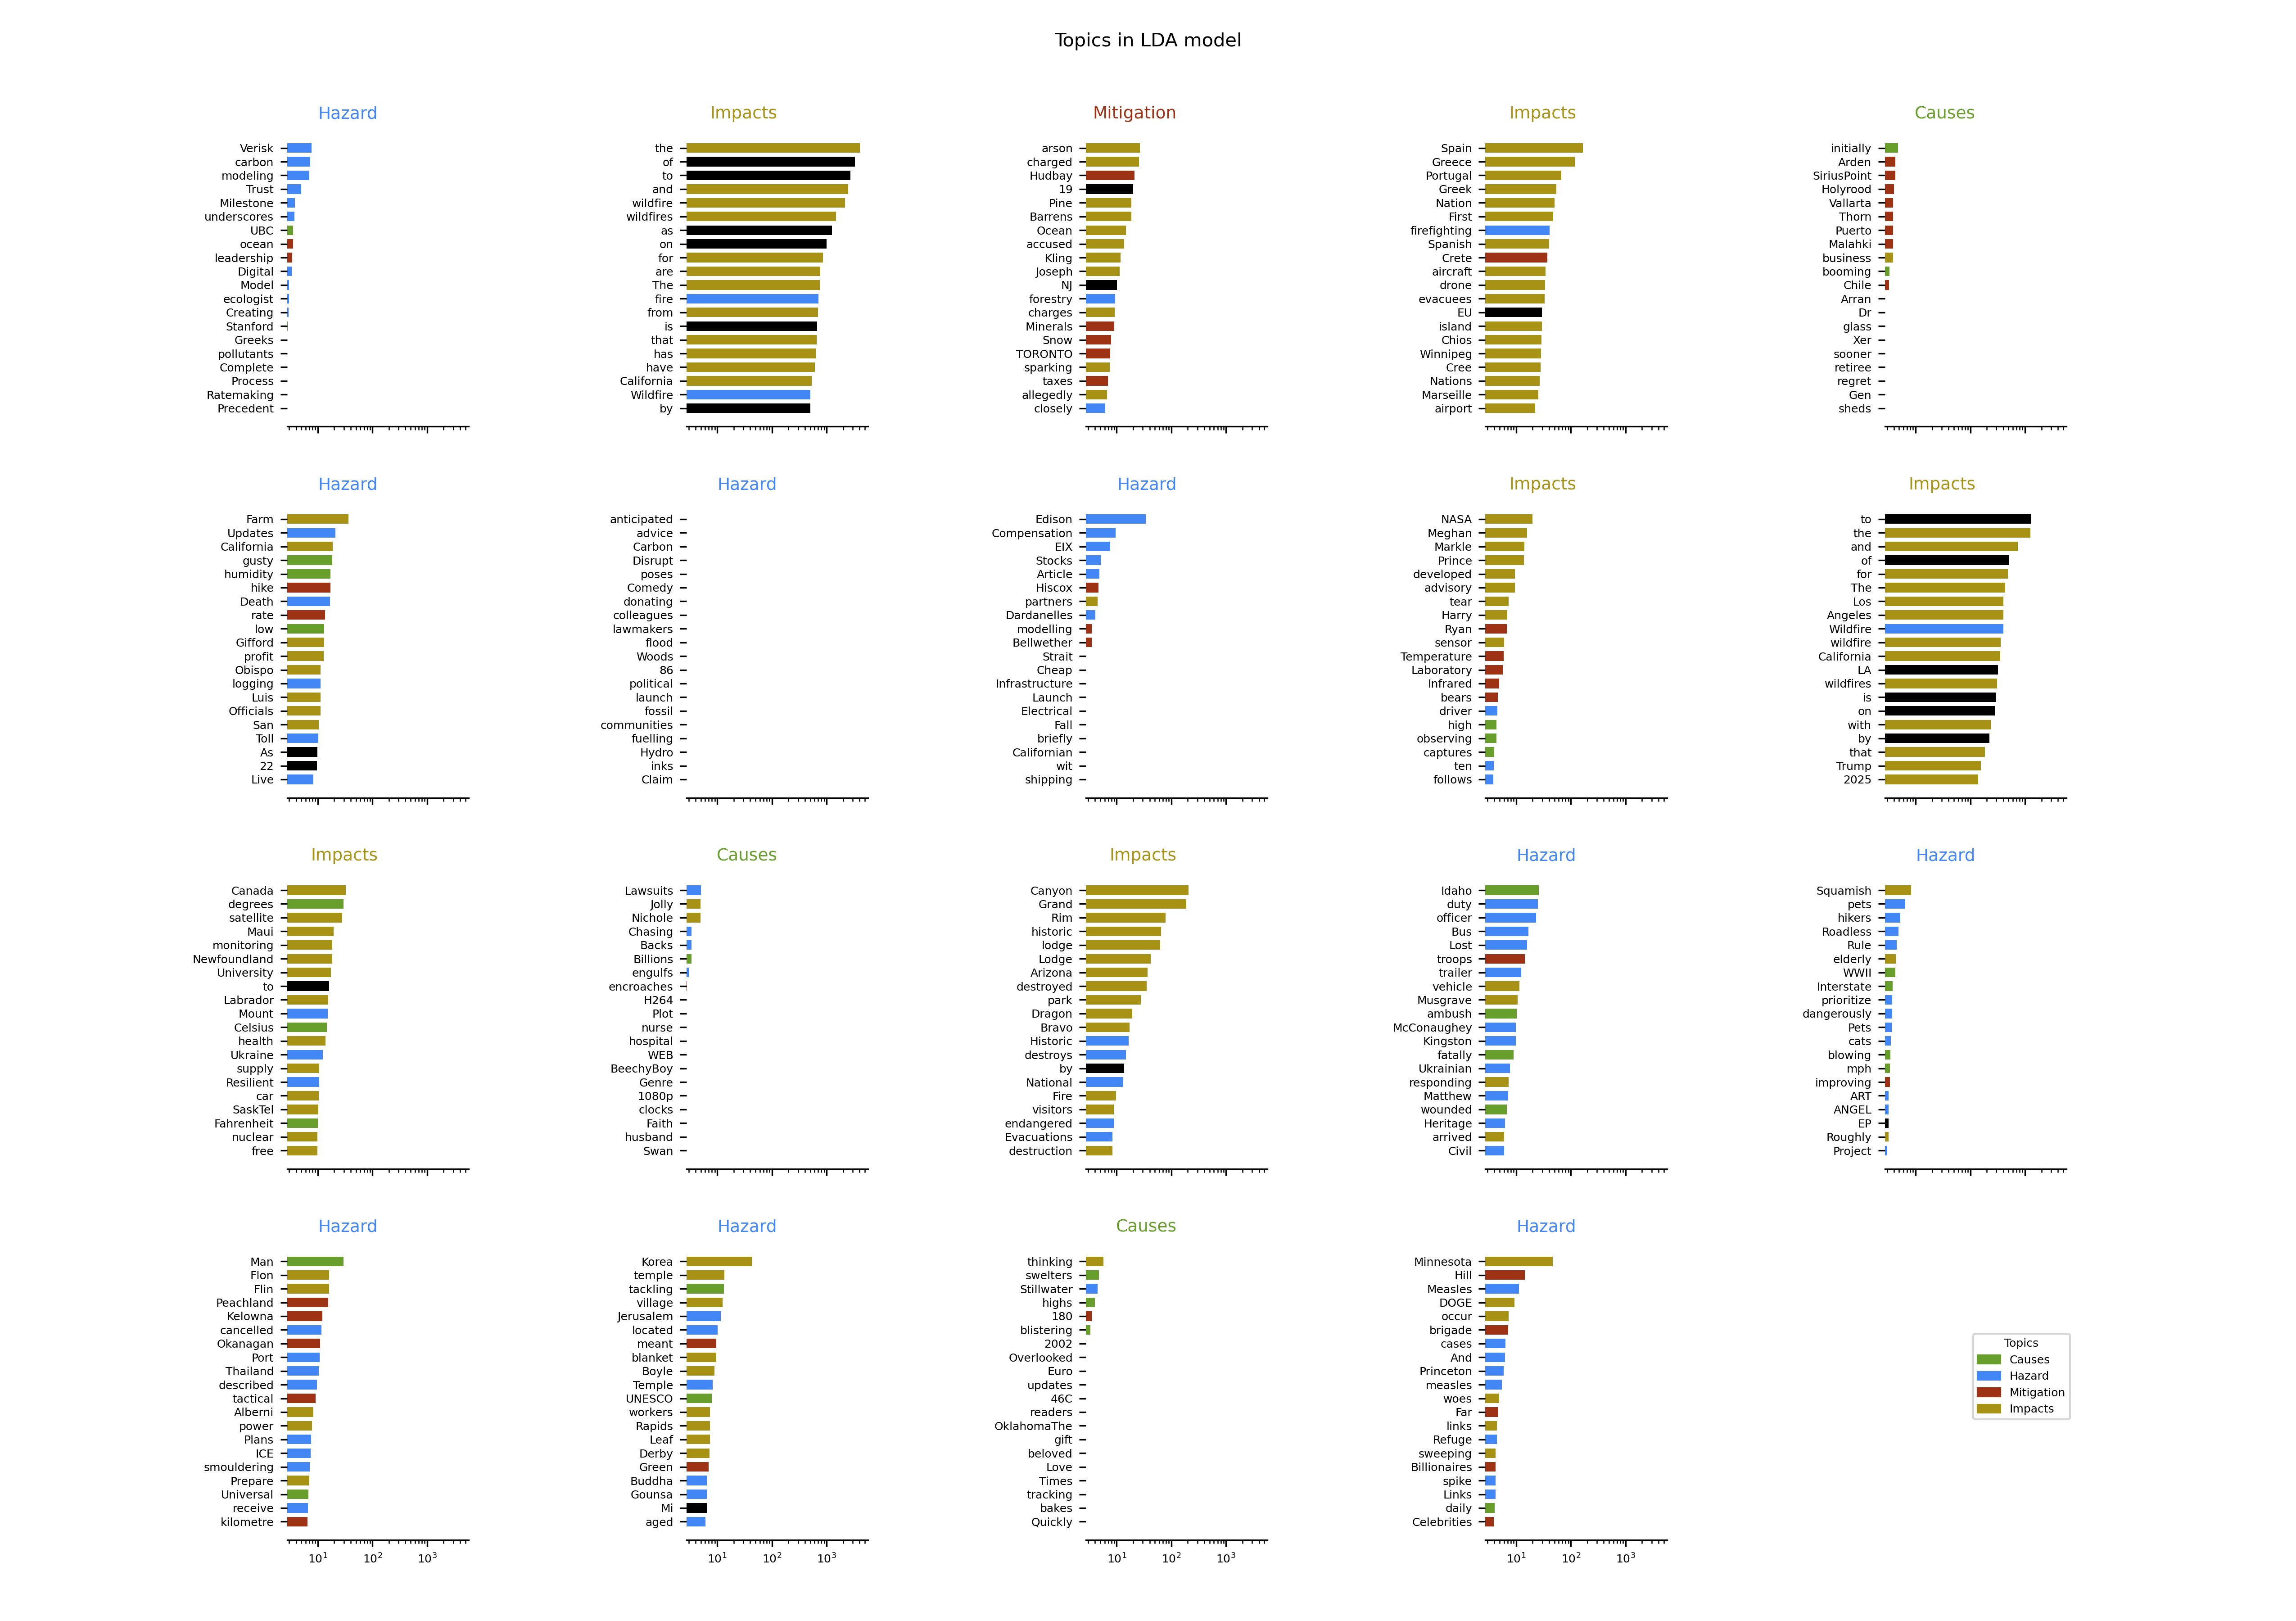 Topics in LDA model
Hazard
Verisk
carbon
modeling
Trust
Milestone
underscores
UBC
ocean
leadership
Digital
Model
ecologist
Creating
Stanford
Greeks
pollutants
Complete
Process
Ratemaking
Precedent
Impacts
the
of
to
and
wildfire
wildfires
as
on
for
are
The
fire
from
is
that
has
have
California
Wildfire
by
Mitigation
arson
charged
Hudbay
19
Pine
Barrens
Ocean
accused
Kling
Joseph
NJ
forestry
charges
Minerals
Snow
TORONTO
sparking
taxes
allegedly
closely
Impacts
Spain
Greece
Portugal
Greek
Nation
First
firefighting
Spanish
Crete
aircraft
drone
evacuees
EU
island
Chios
Winnipeg
Cree
Nations
Marseille
airport
Causes
initially
Arden
SiriusPoint
Holyrood
Vallarta
Thorn
Puerto
Malahki
business
booming
Chile
Arran
Dr
glass
Xer
sooner
retiree
regret
Gen
sheds
Hazard
Farm
Updates
California
gusty
humidity
hike
Death
rate
low
Gifford
profit
Obispo
logging
Luis
Officials
San
Toll
As
22
Live
Hazard
anticipated
advice
Carbon
Disrupt
poses
Comedy
donating
colleagues
lawmakers
flood
Woods
86
political
launch
fossil
communities
fuelling
Hydro
inks
Claim
Hazard
Edison
Compensation
EIX
Stocks
Article
Hiscox
partners
Dardanelles
modelling
Bellwether
Strait
Cheap
Infrastructure
Launch
Electrical
Fall
briefly
Californian
wit
shipping
Impacts
NASA
Meghan
Markle
Prince
developed
advisory
tear
Harry
Ryan
sensor
Temperature
Laboratory
Infrared
bears
driver
high
observing
captures
ten
follows
Impacts
to
the
and
of
for
The
Los
Angeles
Wildfire
wildfire
California
LA
wildfires
is
on
with
by
that
Trump
2025
Impacts
Canada
degrees
satellite
Maui
monitoring
Newfoundland
University
to
Labrador
Mount
Celsius
health
Ukraine
supply
Resilient
car
SaskTel
Fahrenheit
nuclear
free
Causes
Lawsuits
Jolly
Nichole
Chasing
Backs
Billions
engulfs
encroaches
H264
Plot
nurse
hospital
WEB
BeechyBoy
Genre
1080p
clocks
Faith
husband
Swan
Impacts
Canyon
Grand
Rim
historic
lodge
Lodge
Arizona
destroyed
park
Dragon
Bravo
Historic
destroys
by
National
Fire
visitors
endangered
Evacuations
destruction
Hazard
Idaho
duty
officer
Bus
Lost
troops
trailer
vehicle
Musgrave
ambush
McConaughey
Kingston
fatally
Ukrainian
responding
Matthew
wounded
Heritage
arrived
Civil
Hazard
Squamish
pets
hikers
Roadless
Rule
elderly
WWII
Interstate
prioritize
dangerously
Pets
cats
blowing
mph
improving
ART
ANGEL
EP
Roughly
Project
Hazard
Man
Flon
Flin
Peachland
Kelowna
cancelled
Okanagan
Port
Thailand
described
tactical
Alberni
power
Plans
ICE
smouldering
Prepare
Universal
receive
kilometre
10¹ 10² 10³
Hazard
Korea
temple
tackling
village
Jerusalem
located
meant
blanket
Boyle
Temple
UNESCO
workers
Rapids
Leaf
Derby
Green
Buddha
Gounsa
Mi
aged
10¹ 10² 10³
Causes
thinking
swelters
Stillwater
highs
180
blistering
2002
Overlooked
Euro
updates
46C
readers
OklahomaThe
gift
beloved
Love
Times
tracking
bakes
Quickly
10¹ 10² 10³
Hazard
Minnesota
Hill
Measles
DOGE
occur
brigade
cases
And
Princeton
measles
woes
Far
links
Refuge
sweeping
Billionaires
spike
Links
daily
Celebrities
10¹ 10² 10³
Topics
Causes
Hazard
Mitigation
Impacts